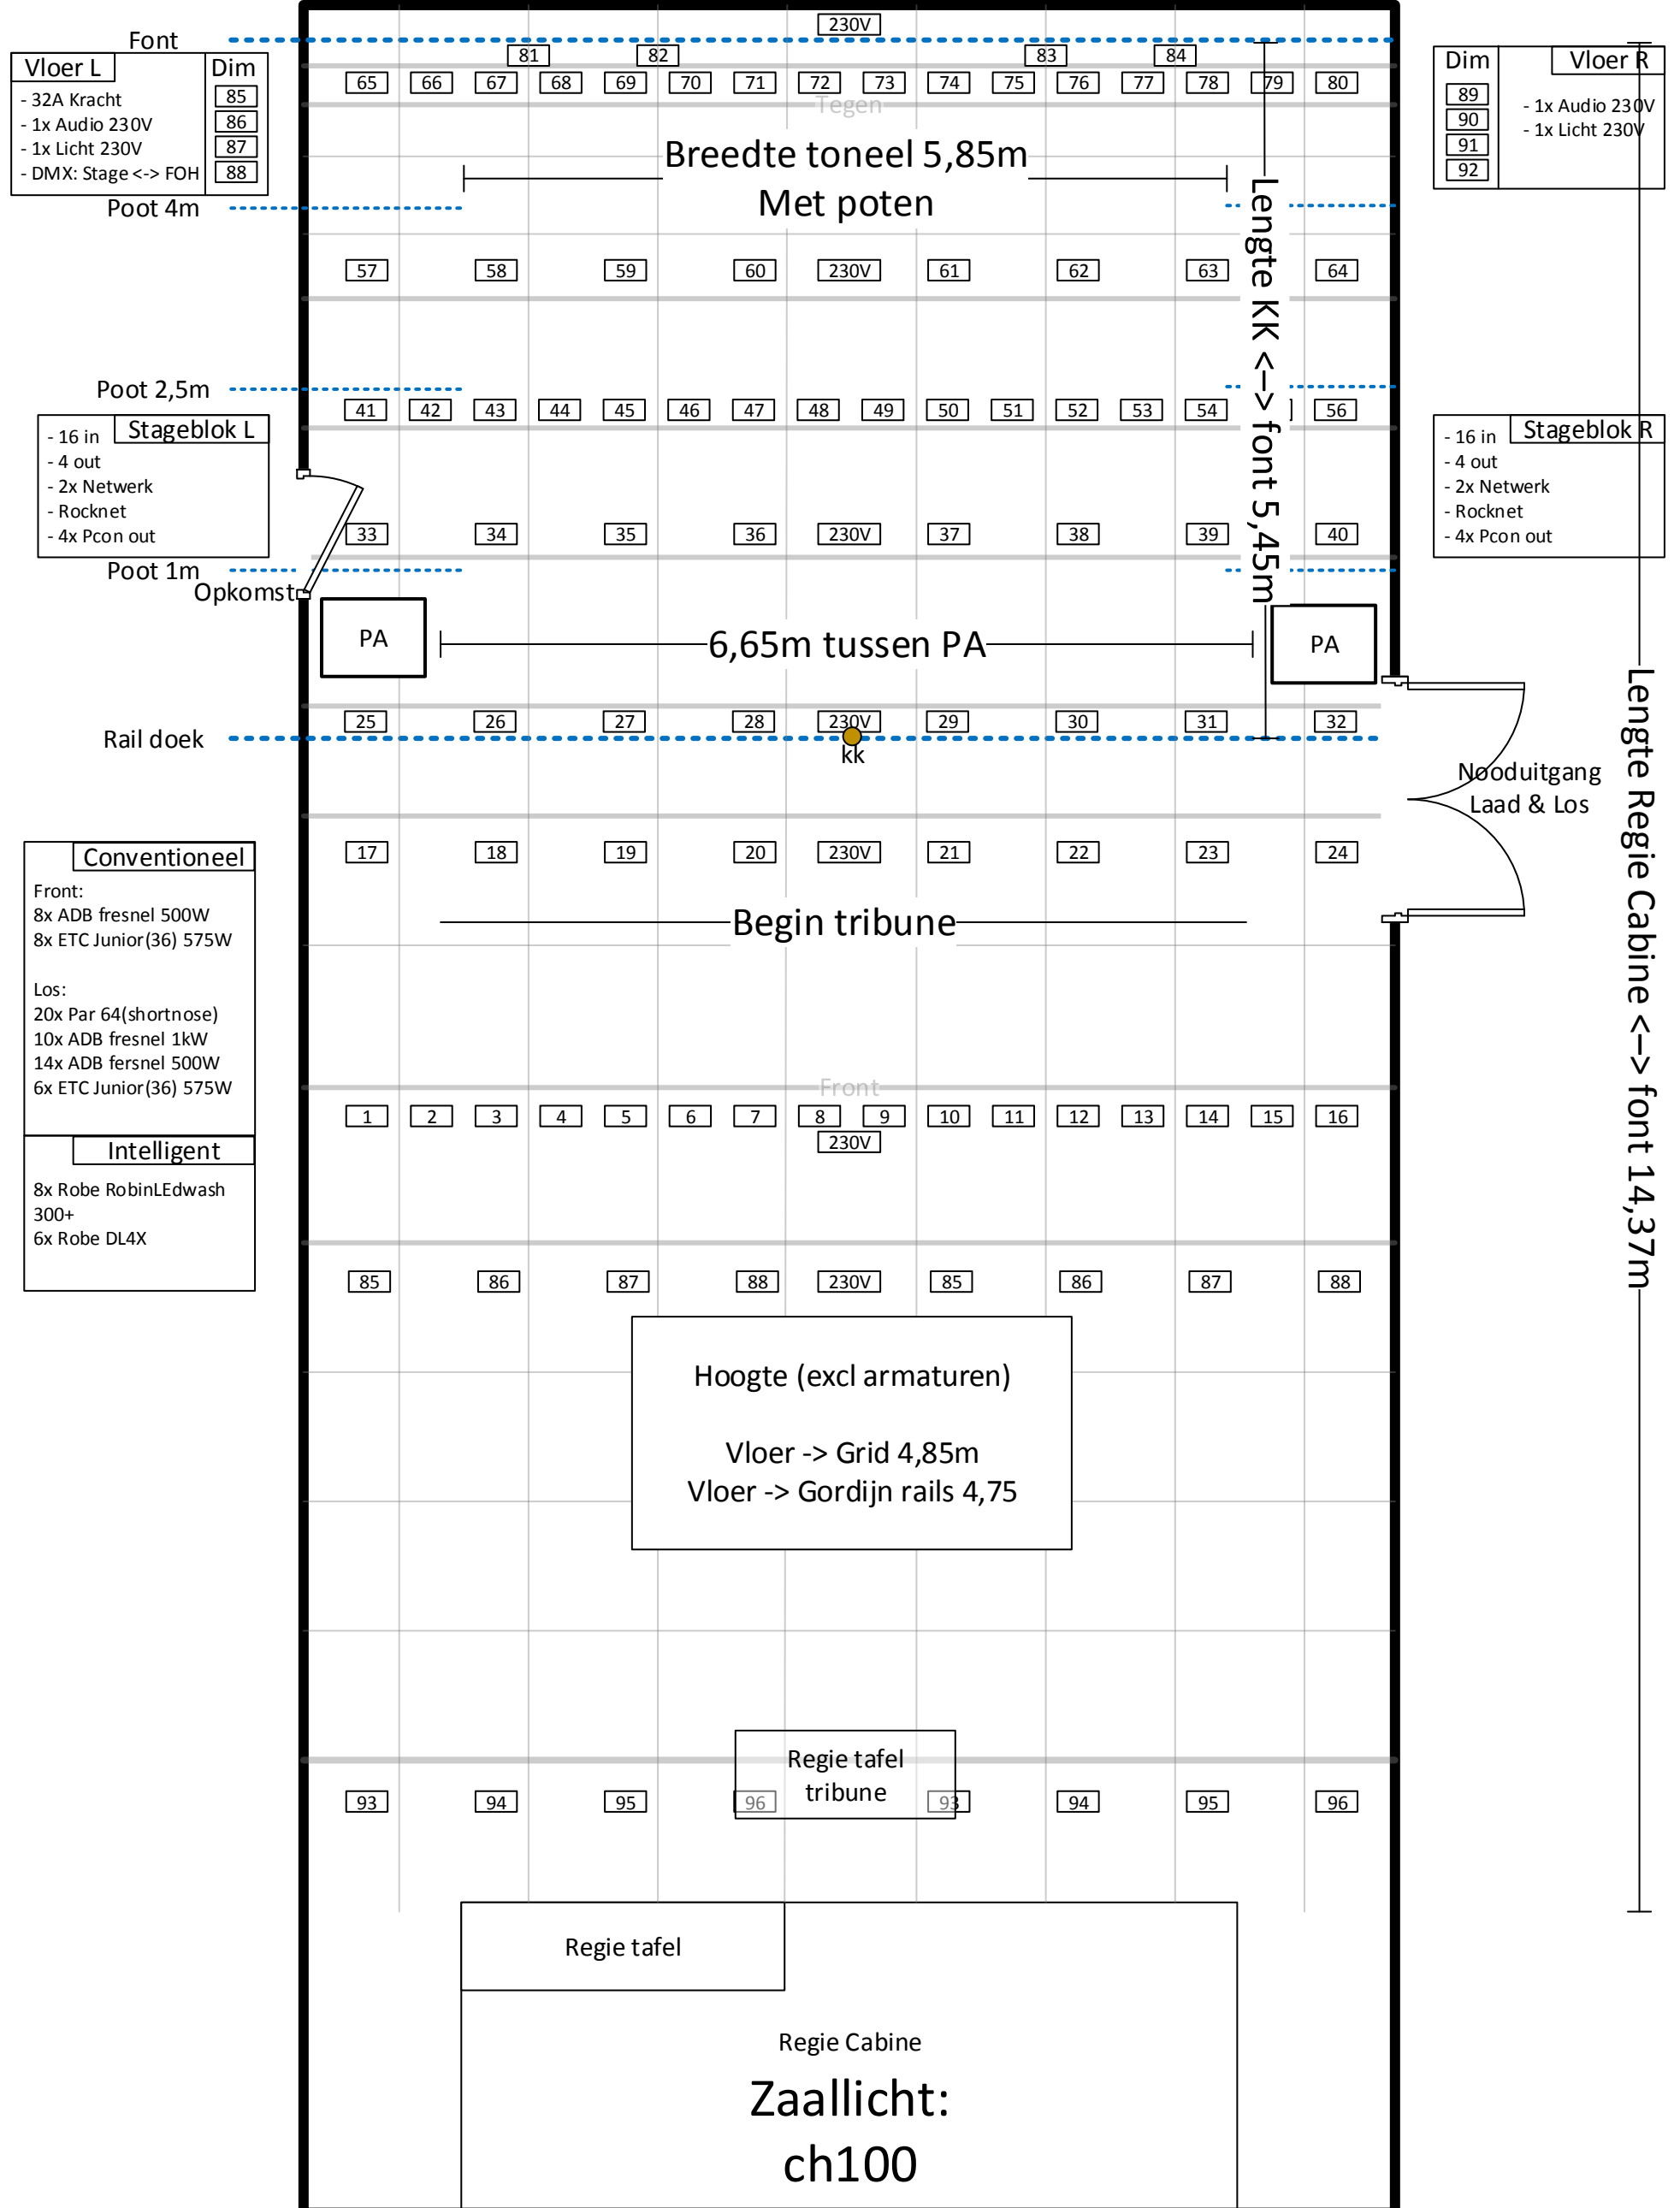 230V
Font
81 82 83 84
65 66 67 68 69 70 71 72 73 74 75 76 77 78 79 80
Tegen
Vloer L Dim
- 32A Kracht 85
- 1x Audio 230V 86
- 1x Licht 230V 87
- DMX: Stage <-> FOH 88
Dim Vloer R
89
90
91
92
- 1x Audio 230V
- 1x Licht 230V
Breedte toneel 5,85m
Met poten
Poot 4m
57 58 59 60 230V 61 62 63 64
Lengte KK <--> font 5,45m
Poot 2,5m
41 42 43 44 45 46 47 48 49 50 51 52 53 54 56
Stageblok L
- 16 in
- 4 out
- 2x Netwerk
- Rocknet
- 4x Pcon out
Stageblok R
- 16 in
- 4 out
- 2x Netwerk
- Rocknet
- 4x Pcon out
33 34 35 36 230V 37 38 39 40
Poot 1m
Opkomst
PA
6,65m tussen PA
PA
25 26 27 28 230V 29 30 31 32
Rail doek
kk
Nooduitgang
Laad & Los
Lengte Regie Cabine <--> font 14,37m
17 18 19 20 230V 21 22 23 24
Begin tribune
Conventioneel
Front:
8x ADB fresnel 500W
8x ETC Junior(36) 575W
Los:
20x Par 64(shortnose)
10x ADB fresnel 1kW
14x ADB fersnel 500W
6x ETC Junior(36) 575W
Intelligent
8x Robe RobinLEdwash
300+
6x Robe DL4X
Front
1 2 3 4 5 6 7 8 9 10 11 12 13 14 15 16
230V
85 86 87 88 230V 85 86 87 88
Hoogte (excl armaturen)
Vloer -> Grid 4,85m
Vloer -> Gordijn rails 4,75
Regie tafel
tribune
93 94 95 96 93 94 95 96
Regie tafel
Regie Cabine
Zaallicht:
ch100